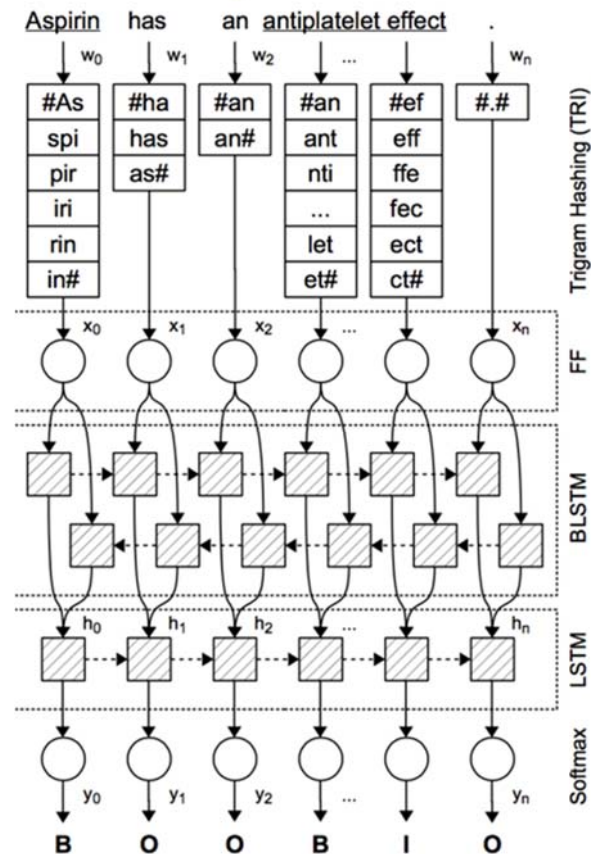 Aspirin has an antiplatelet effect .
w0 w1 w2 ... wn
#As #ha #an #an #ef #.#
spi has an# ant eff
pir as# nti ffe
iri ... fec
rin let ect
in# et# ct#
Trigram Hashing (TRI)
x0 x1 x2 ... xn
FF
BLSTM
h0 h1 h2 ... hn
LSTM
Softmax
y0 y1 y2 ... yn
B O O B I O